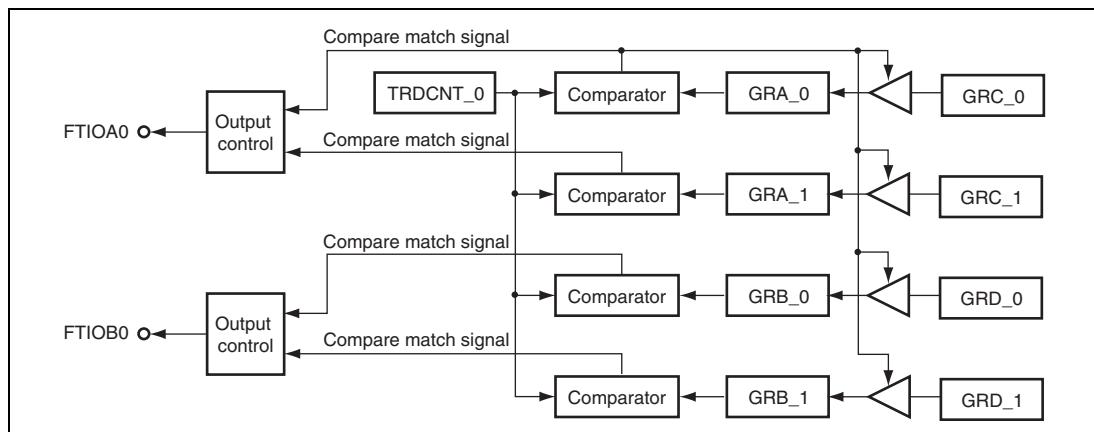 Compare match signal
TRDCNT_0
Comparator
GRA_0
GRC_0
FTIOA0
Output
control
Compare match signal
Comparator
GRA_1
GRC_1
Compare match signal
Comparator
GRB_0
GRD_0
FTIOB0
Output
control
Compare match signal
Comparator
GRB_1
GRD_1